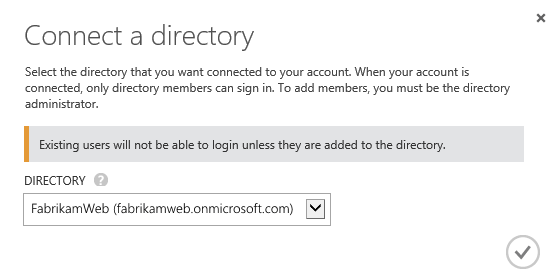 Connect a directory
Select the directory that you want connected to your account. When your account is
connected, only directory members can sign in. To add members, you must be the directory
administrator.
Existing users will not be able to login unless they are added to the directory.
DIRECTORY ?
FabrikamWeb (fabrikamweb.onmicrosoft.com)